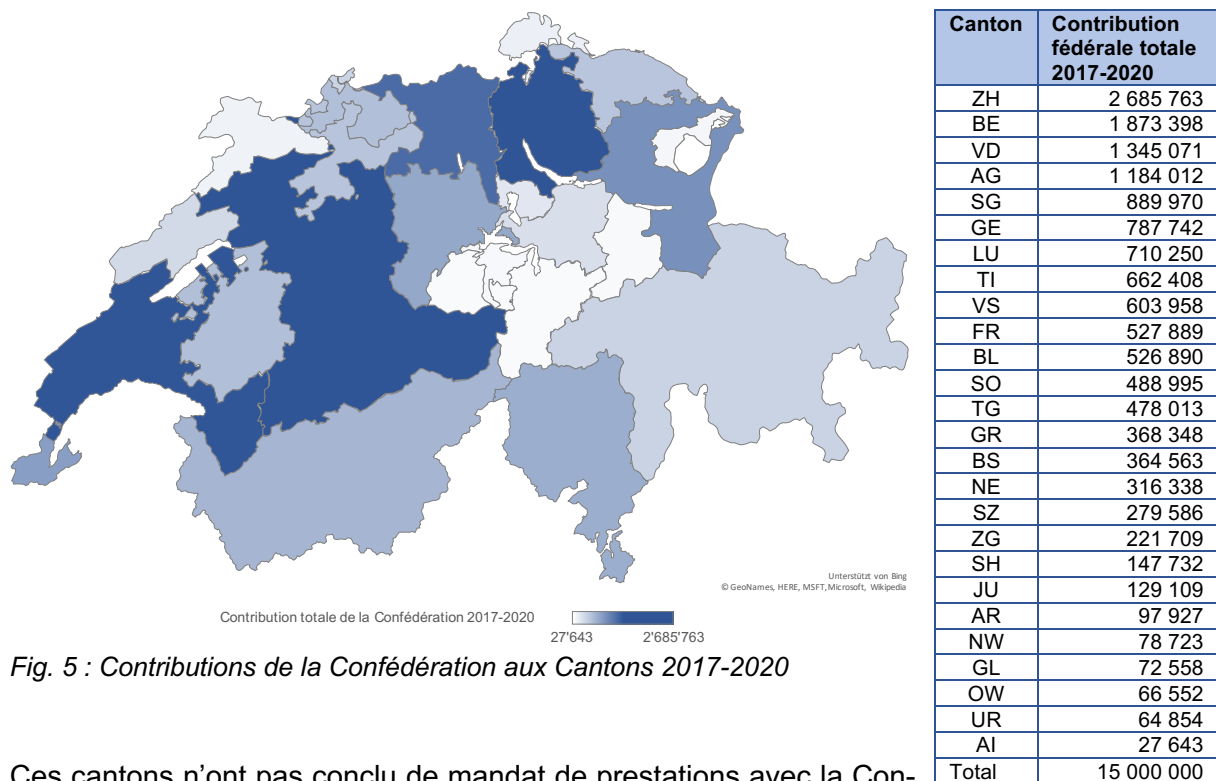 Unterstützt von Bing
© GeoNames, HERE, MSFT, Microsoft, Wikipedia
Contribution totale de la Confédération 2017-2020
27'643 2'685'763
Fig. 5 : Contributions de la Confédération aux Cantons 2017-2020
Ces cantons n'ont pas conclu de mandat de prestations avec la Con-
Canton Contribution
fédérale totale
2017-2020
ZH 2 685 763
BE 1 873 398
VD 1 345 071
AG 1 184 012
SG 889 970
GE 787 742
LU 710 250
TI 662 408
VS 603 958
FR 527 889
BL 526 890
SO 488 995
TG 478 013
GR 368 348
BS 364 563
NE 316 338
SZ 279 586
ZG 221 709
SH 147 732
JU 129 109
AR 97 927
NW 78 723
GL 72 558
OW 66 552
UR 64 854
AI 27 643
Total 15 000 000